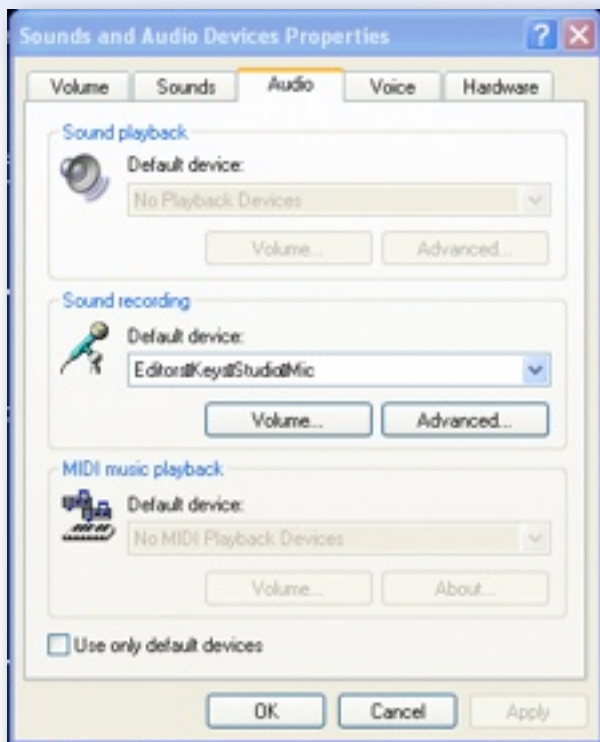 Sounds and Audio Devices Properties
Volume Sounds Audio Voice Hardware
Sound playback
Default device:
No Playback Devices
Volume... Advanced...
Sound recording
Default device:
Editors Keys Studio Mic
Volume... Advanced...
MIDI music playback
Default device:
No MIDI Playback Devices
Volume... About...
Use only default devices
OK Cancel Apply